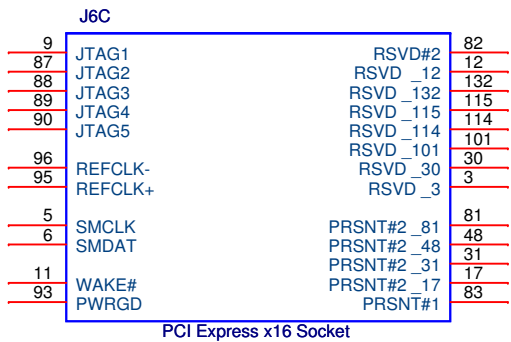 J6C
9 JTAG1 RSVD#2 82
87 JTAG2 RSVD _12 12
88 JTAG3 RSVD _132 132
89 JTAG4 RSVD _115 115
90 JTAG5 RSVD _114 114
RSVD _101 101
96 REFCLK- RSVD _30 30
95 REFCLK+ RSVD _3 3
5 SMCLK PRSNT#2 _81 81
6 SMDAT PRSNT#2 _48 48
PRSNT#2 _31 31
11 WAKE# PRSNT#2 _17 17
93 PWRGD PRSNT#1 83
PCI Express x16 Socket